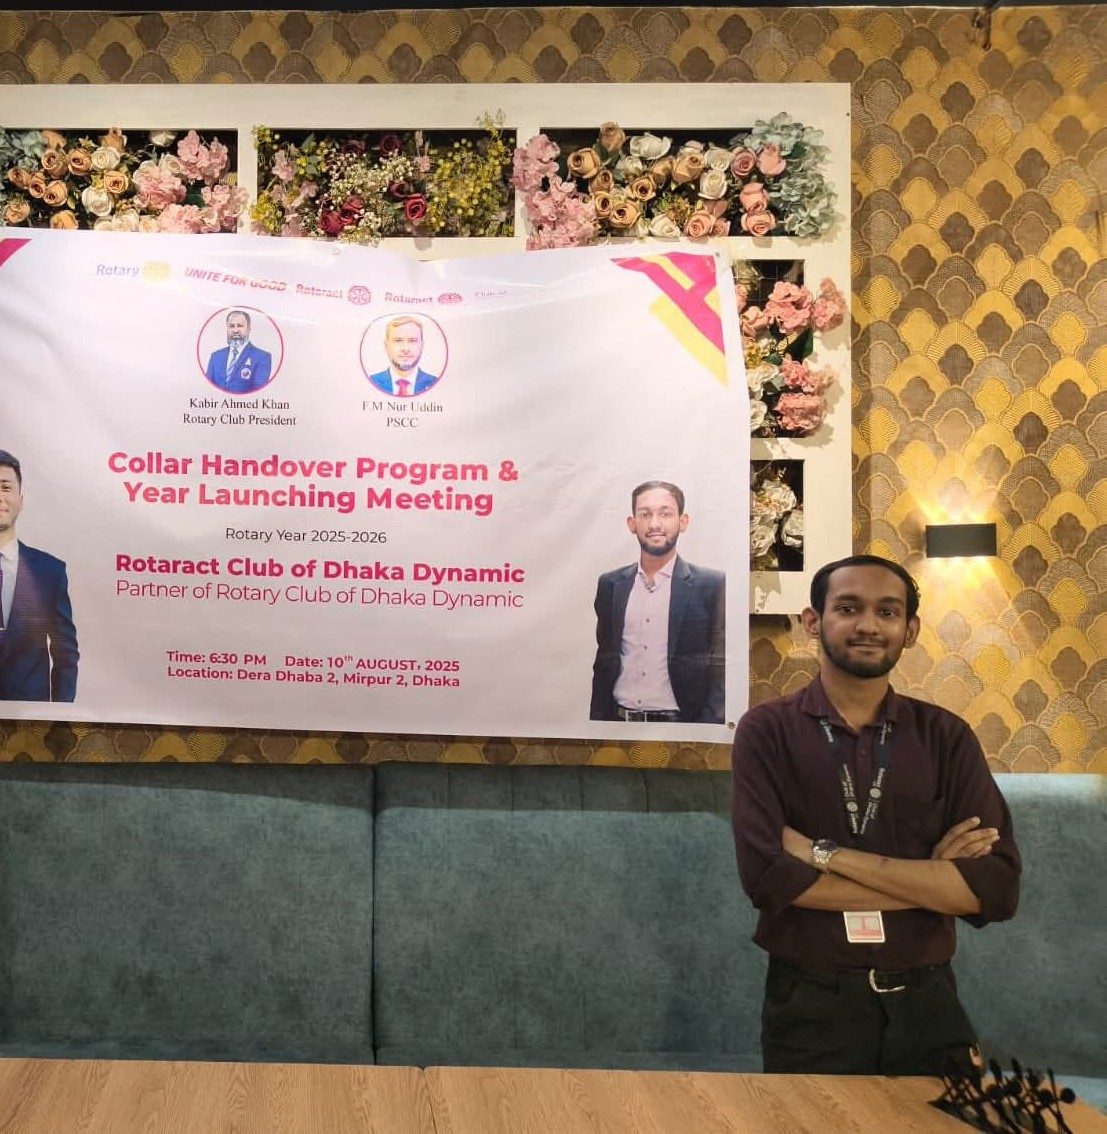 Rotary
UNITE FOR GOOD
Rotaract
Rotaract
Kabir Ahmed Khan
Rotary Club President
F.M Nur Uddin
PSCC
Collar Handover Program &
Year Launching Meeting
Rotary Year 2025-2026
Rotaract Club of Dhaka Dynamic
Partner of Rotary Club of Dhaka Dynamic
Time: 6:30 PM Date: 10th AUGUST, 2025
Location: Dera Dhaba 2, Mirpur 2, Dhaka